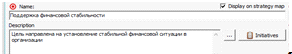 Name:
Display on strategy map
Поддержка финансовой стабильности
Description
Цель направлена на установление стабильной финансовой ситуации в
организации
...
Initiatives